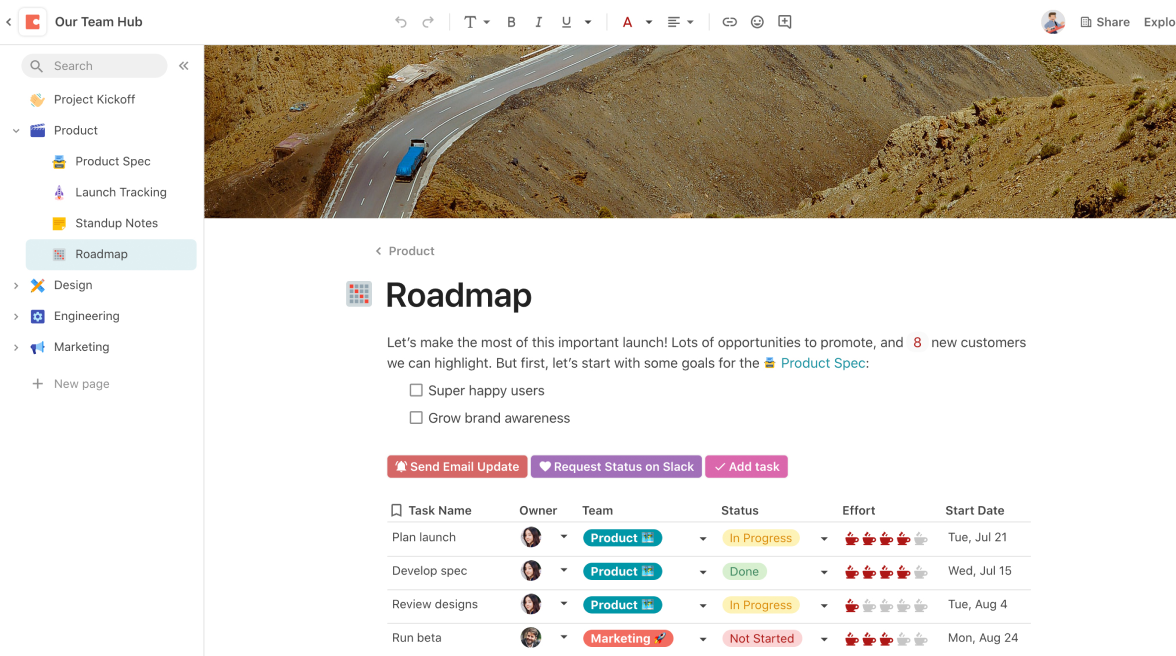 Our Team Hub
T B I U A Share Explo
Search
Project Kickoff
Product
Product Spec
Launch Tracking
Standup Notes
Roadmap
Design
Engineering
Marketing
New page
Product
Roadmap
Let’s make the most of this important launch! Lots of opportunities to promote, and 8 new customers
we can highlight. But first, let’s start with some goals for the Product Spec:
Super happy users
Grow brand awareness
Send Email Update Request Status on Slack Add task
Task Name Owner Team Status Effort Start Date
Plan launch Product In Progress Tue, Jul 21
Develop spec Product Done Wed, Jul 15
Review designs Product In Progress Tue, Aug 4
Run beta Marketing Not Started Mon, Aug 24